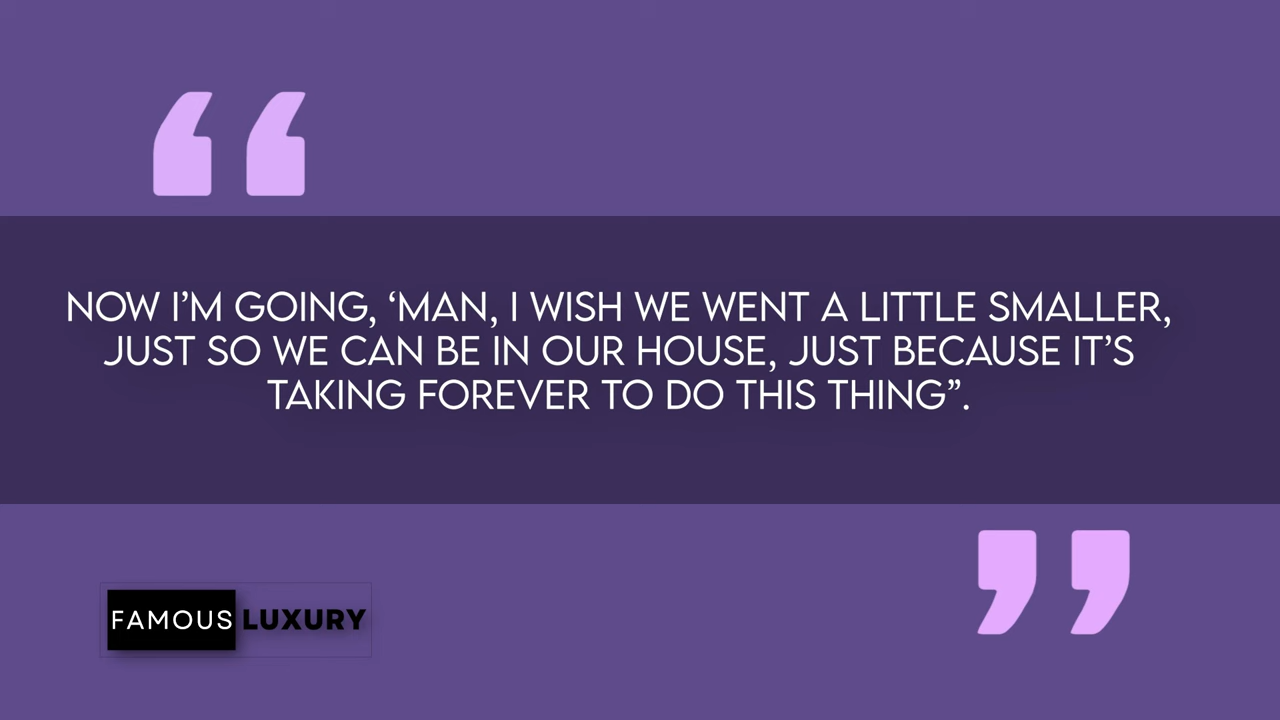 NOW I’M GOING, ‘MAN, I WISH WE WENT A LITTLE SMALLER,
JUST SO WE CAN BE IN OUR HOUSE, JUST BECAUSE IT’S
TAKING FOREVER TO DO THIS THING”.
FAMOUS LUXURY